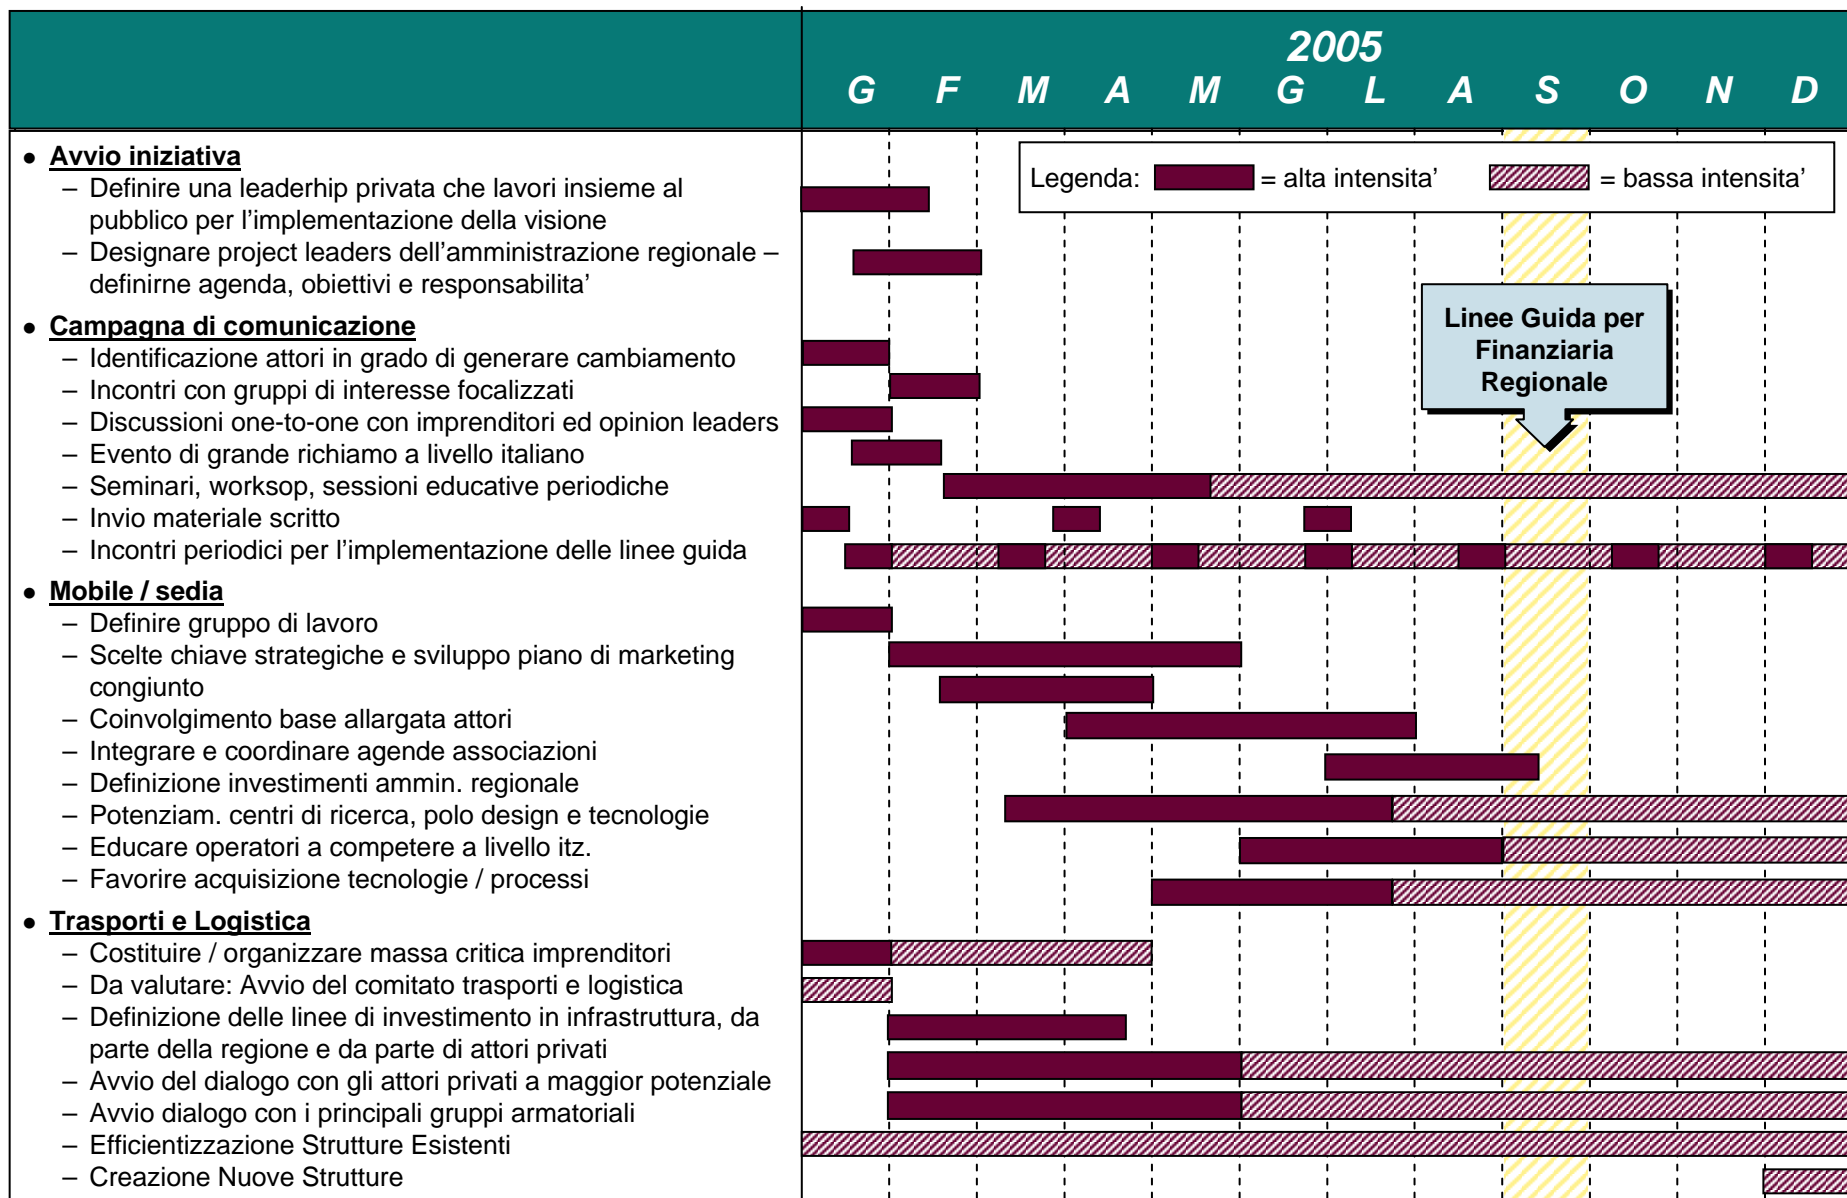 2005
G F M A M G L A S O N D
Legenda: = alta intensita’ = bassa intensita’
● Avvio iniziativa
– Definire una leaderhip privata che lavori insieme al
pubblico per l’implementazione della visione
– Designare project leaders dell’amministrazione regionale –
definirne agenda, obiettivi e responsabilita’
● Campagna di comunicazione
– Identificazione attori in grado di generare cambiamento
– Incontri con gruppi di interesse focalizzati
– Discussioni one-to-one con imprenditori ed opinion leaders
– Evento di grande richiamo a livello italiano
– Seminari, worksop, sessioni educative periodiche
– Invio materiale scritto
– Incontri periodici per l’implementazione delle linee guida
Linee Guida per
Finanziaria
Regionale
● Mobile / sedia
– Definire gruppo di lavoro
– Scelte chiave strategiche e sviluppo piano di marketing
congiunto
– Coinvolgimento base allargata attori
– Integrare e coordinare agende associazioni
– Definizione investimenti ammin. regionale
– Potenziam. centri di ricerca, polo design e tecnologie
– Educare operatori a competere a livello itz.
– Favorire acquisizione tecnologie / processi
● Trasporti e Logistica
– Costituire / organizzare massa critica imprenditori
– Da valutare: Avvio del comitato trasporti e logistica
– Definizione delle linee di investimento in infrastruttura, da
parte della regione e da parte di attori privati
– Avvio del dialogo con gli attori privati a maggior potenziale
– Avvio dialogo con i principali gruppi armatoriali
– Efficientizzazione Strutture Esistenti
– Creazione Nuove Strutture